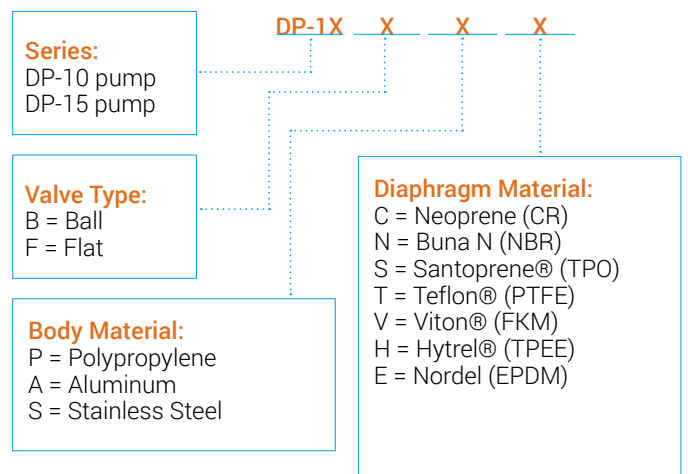 DP-1X X X X
Series:
DP-10 pump
DP-15 pump
Valve Type:
B = Ball
F = Flat
Body Material:
P = Polypropylene
A = Aluminum
S = Stainless Steel
Diaphragm Material:
C = Neoprene (CR)
N = Buna N (NBR)
S = Santoprene® (TPO)
T = Teflon® (PTFE)
V = Viton® (FKM)
H = Hytrel® (TPEE)
E = Nordel (EPDM)